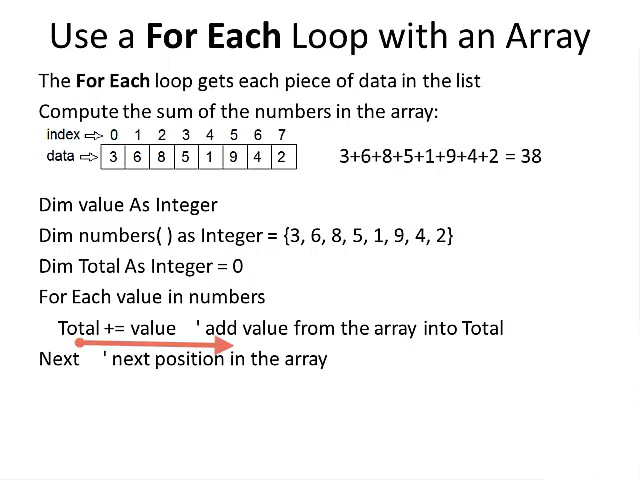 Use a For Each Loop with an Array
The For Each loop gets each piece of data in the list
Compute the sum of the numbers in the array:
index 0 1 2 3 4 5 6 7
data 3 6 8 5 1 9 4 2 3+6+8+5+1+9+4+2 = 38
Dim value As Integer
Dim numbers( ) as Integer = {3, 6, 8, 5, 1, 9, 4, 2}
Dim Total As Integer = 0
For Each value in numbers
Total += value ' add value from the array into Total
Next ' next position in the array